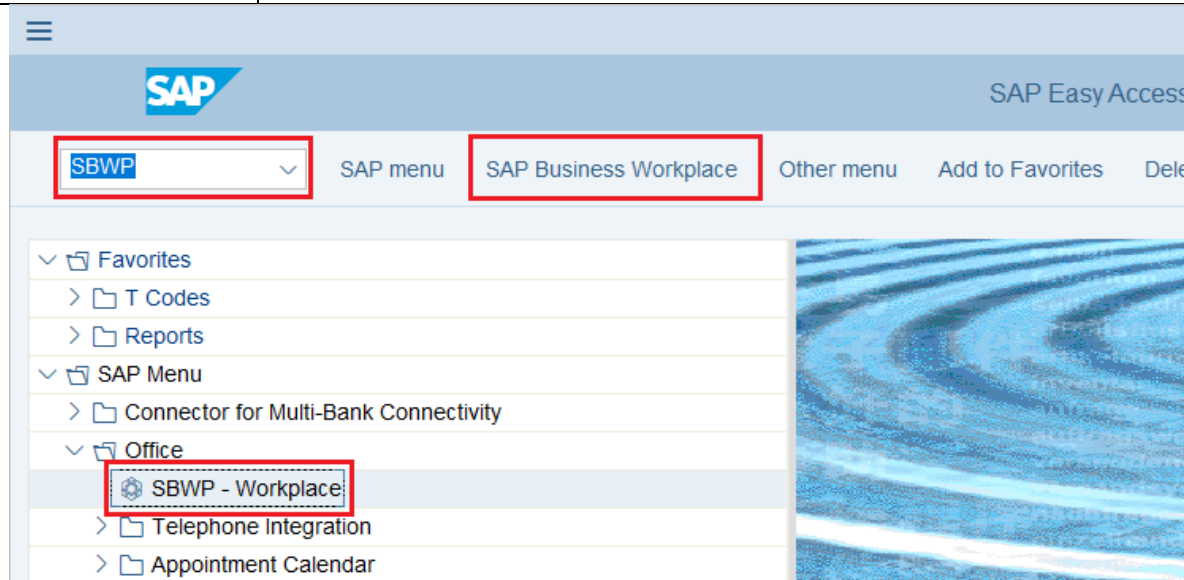 SAP
SAP Easy Access
SBWP SAP menu SAP Business Workplace Other menu Add to Favorites Dele
Favorites
T Codes
Reports
SAP Menu
Connector for Multi-Bank Connectivity
Office
SBWP - Workplace
Telephone Integration
Appointment Calendar